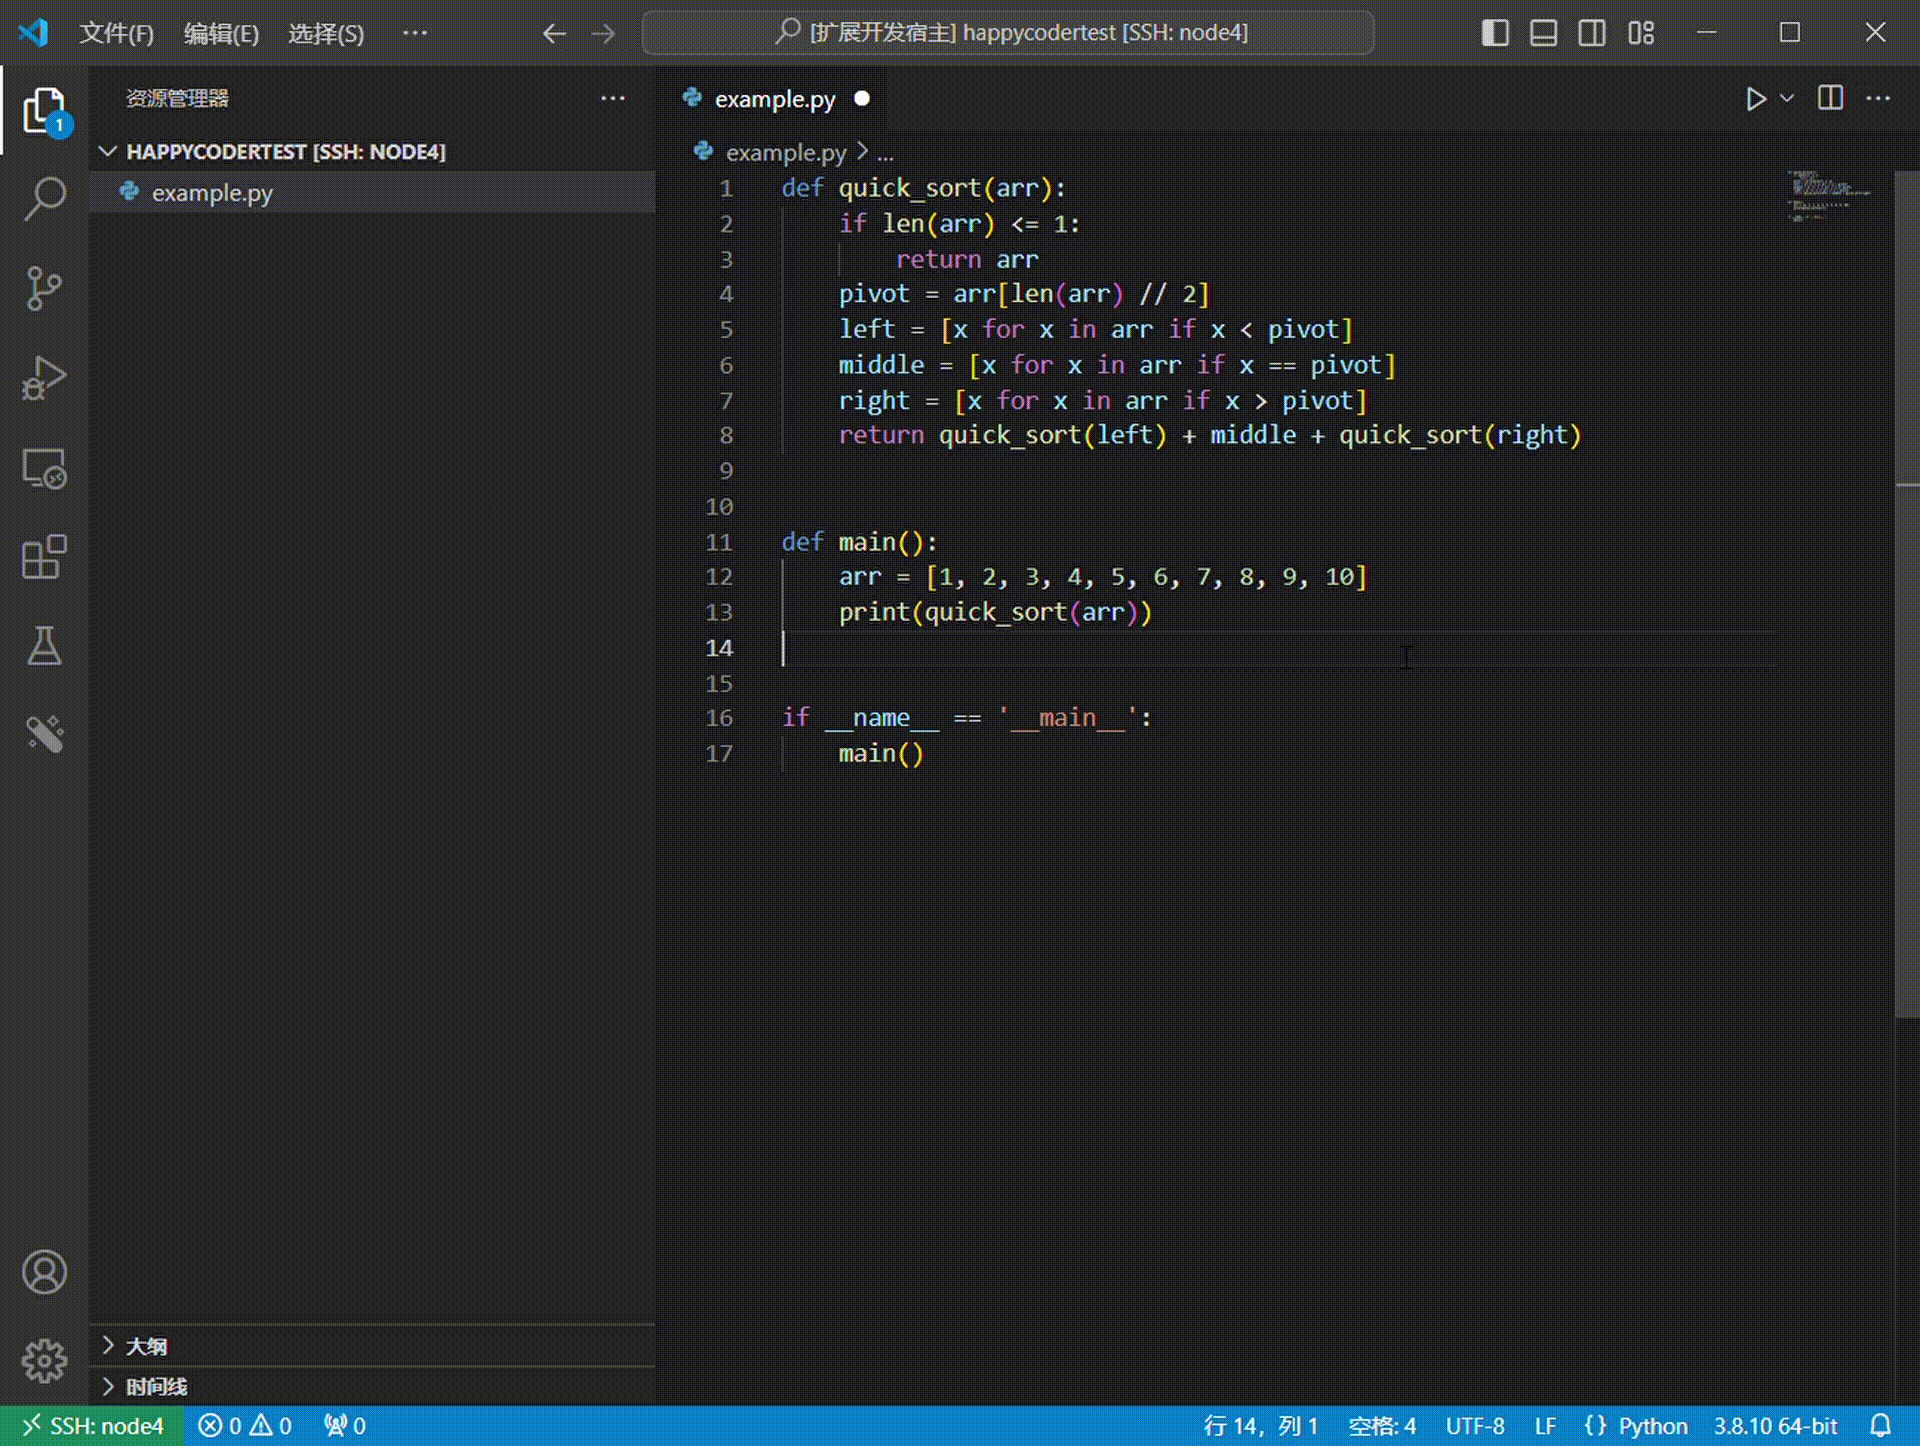 文件(F) 编辑(E) 选择(S) ··· [扩展开发宿主] happycodertest [SSH: node4]
资源管理器 ···
1
HAPPYCODERTEST [SSH: NODE4]
example.py
大纲
时间线
example.py
example.py > ...
1 def quick_sort(arr):
2     if len(arr) <= 1:
3         return arr
4     pivot = arr[len(arr) // 2]
5     left = [x for x in arr if x < pivot]
6     middle = [x for x in arr if x == pivot]
7     right = [x for x in arr if x > pivot]
8     return quick_sort(left) + middle + quick_sort(right)
9
10
11 def main():
12     arr = [1, 2, 3, 4, 5, 6, 7, 8, 9, 10]
13     print(quick_sort(arr))
14
15
16 if __name__ == '__main__':
17     main()
SSH: node4 0 0 0 行 14，列 1 空格: 4 UTF-8 LF {} Python 3.8.10 64-bit